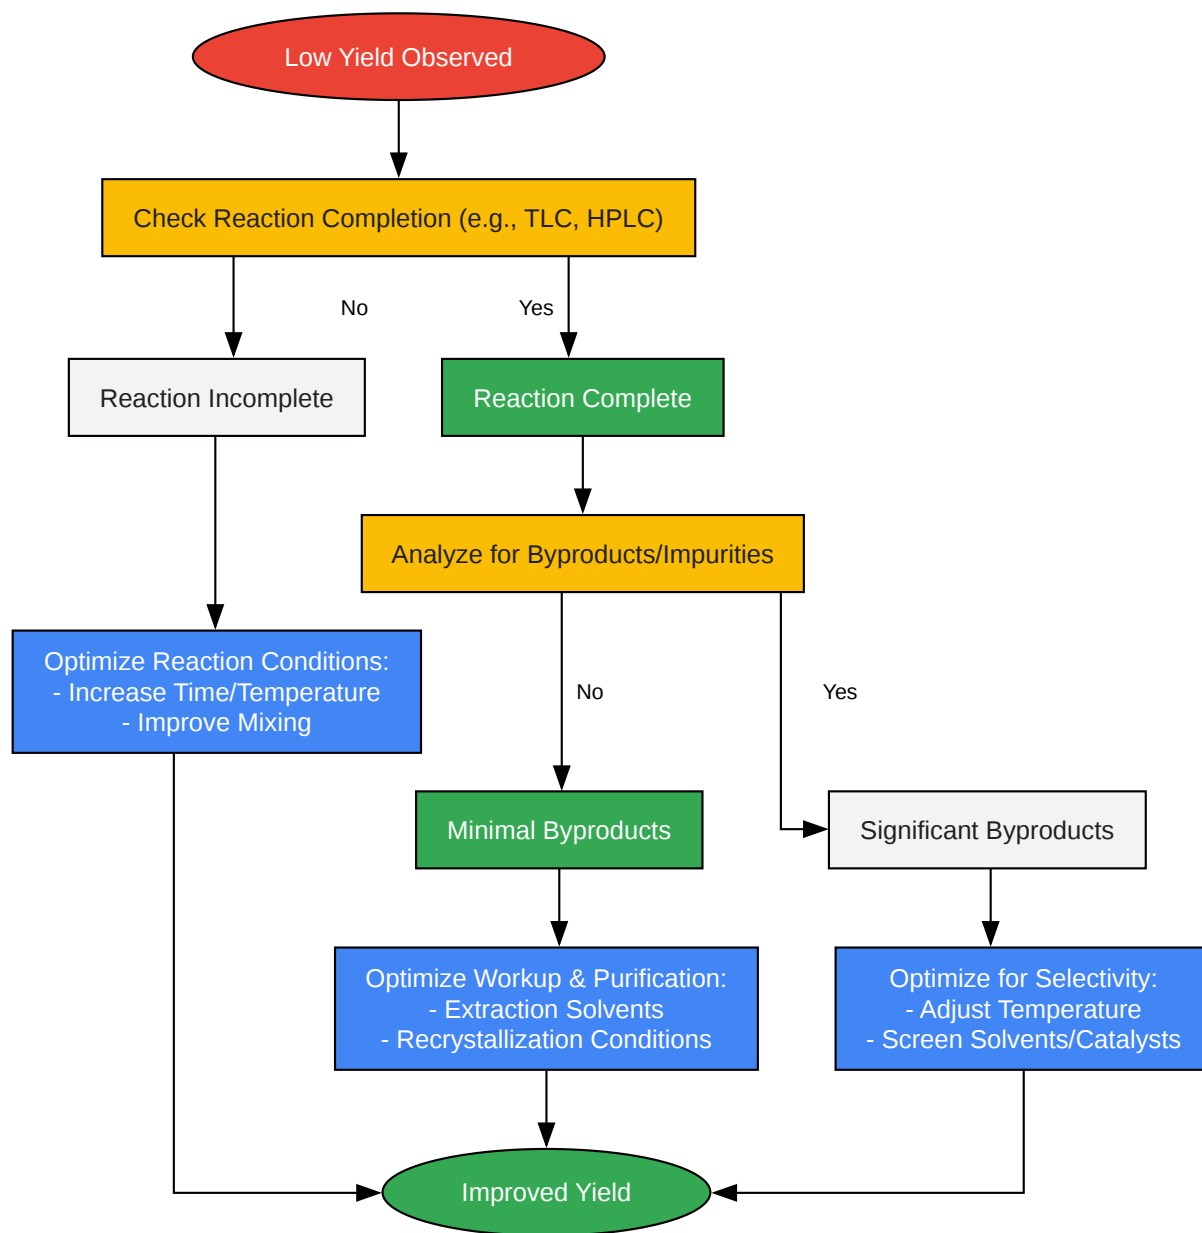 Low Yield Observed
Check Reaction Completion (e.g., TLC, HPLC)
No
Yes
Reaction Incomplete
Reaction Complete
Analyze for Byproducts/Impurities
Optimize Reaction Conditions:
- Increase Time/Temperature
- Improve Mixing
No
Yes
Minimal Byproducts
Significant Byproducts
Optimize Workup & Purification:
- Extraction Solvents
- Recrystallization Conditions
Optimize for Selectivity:
- Adjust Temperature
- Screen Solvents/Catalysts
Improved Yield